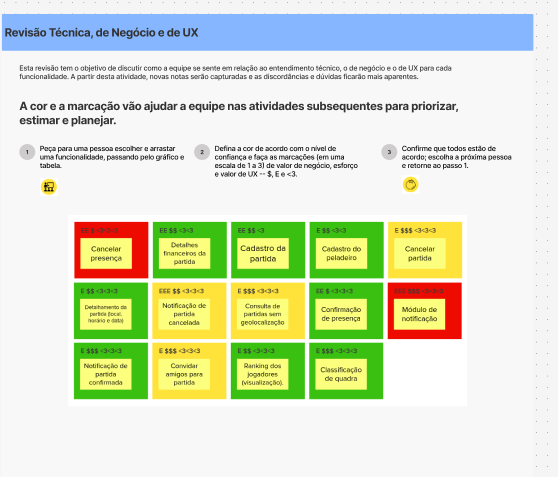 Revisão Técnica, de Negócio e de UX
Esta revisão tem o objetivo de discutir como a equipe se sente em relação ao entendimento técnico, o de negócio e o de UX para cada
funcionalidade. A partir desta atividade, novas notas serão capturadas e as discordâncias e dúvidas ficarão mais aparentes.
A cor e a marcação vão ajudar a equipe nas atividades subsequentes para priorizar,
estimar e planejar.
1
Peça para uma pessoa escolher e arrastar
uma funcionalidade, passando pelo gráfico e
tabela.
2
Defina a cor de acordo com o nível de
confiança e faça as marcações (em uma
escala de 1 a 3) de valor de negócio, esforço
e valor de UX -- $, E e <3.
3
Confirme que todos estão de
acordo; escolha a próxima pessoa
e retorne ao passo 1.
EE $ <3<3<3
Cancelar
presença
EE $$ <3<3
Detalhes
financeiros da
partida
EE $$ <3
Cadastro da
partida
E $$ <3<3
Cadastro do
peladeiro
E $$$ <3<3<3
Cancelar
partida
E $$ <3<3<3
Detalhamento da
partida (local,
horário e data)
EEE $$ <3<3<3
Notificação de
partida
cancelada
E $$$ <3<3<3
Consulta de
partidas sem
geolocalização
EE $ <3<3<3
Confirmação
de presença
EEE $$$ <3<3<3
Módulo de
notificação
E $$$ <3<3<3
Notificação de
partida
confirmada
E $$$ <3<3<3
Convidar
amigos para
partida
E $$ <3<3<3
Ranking dos
jogadores
(visualização).
E $$$ <3<3<3
Classificação
de quadra